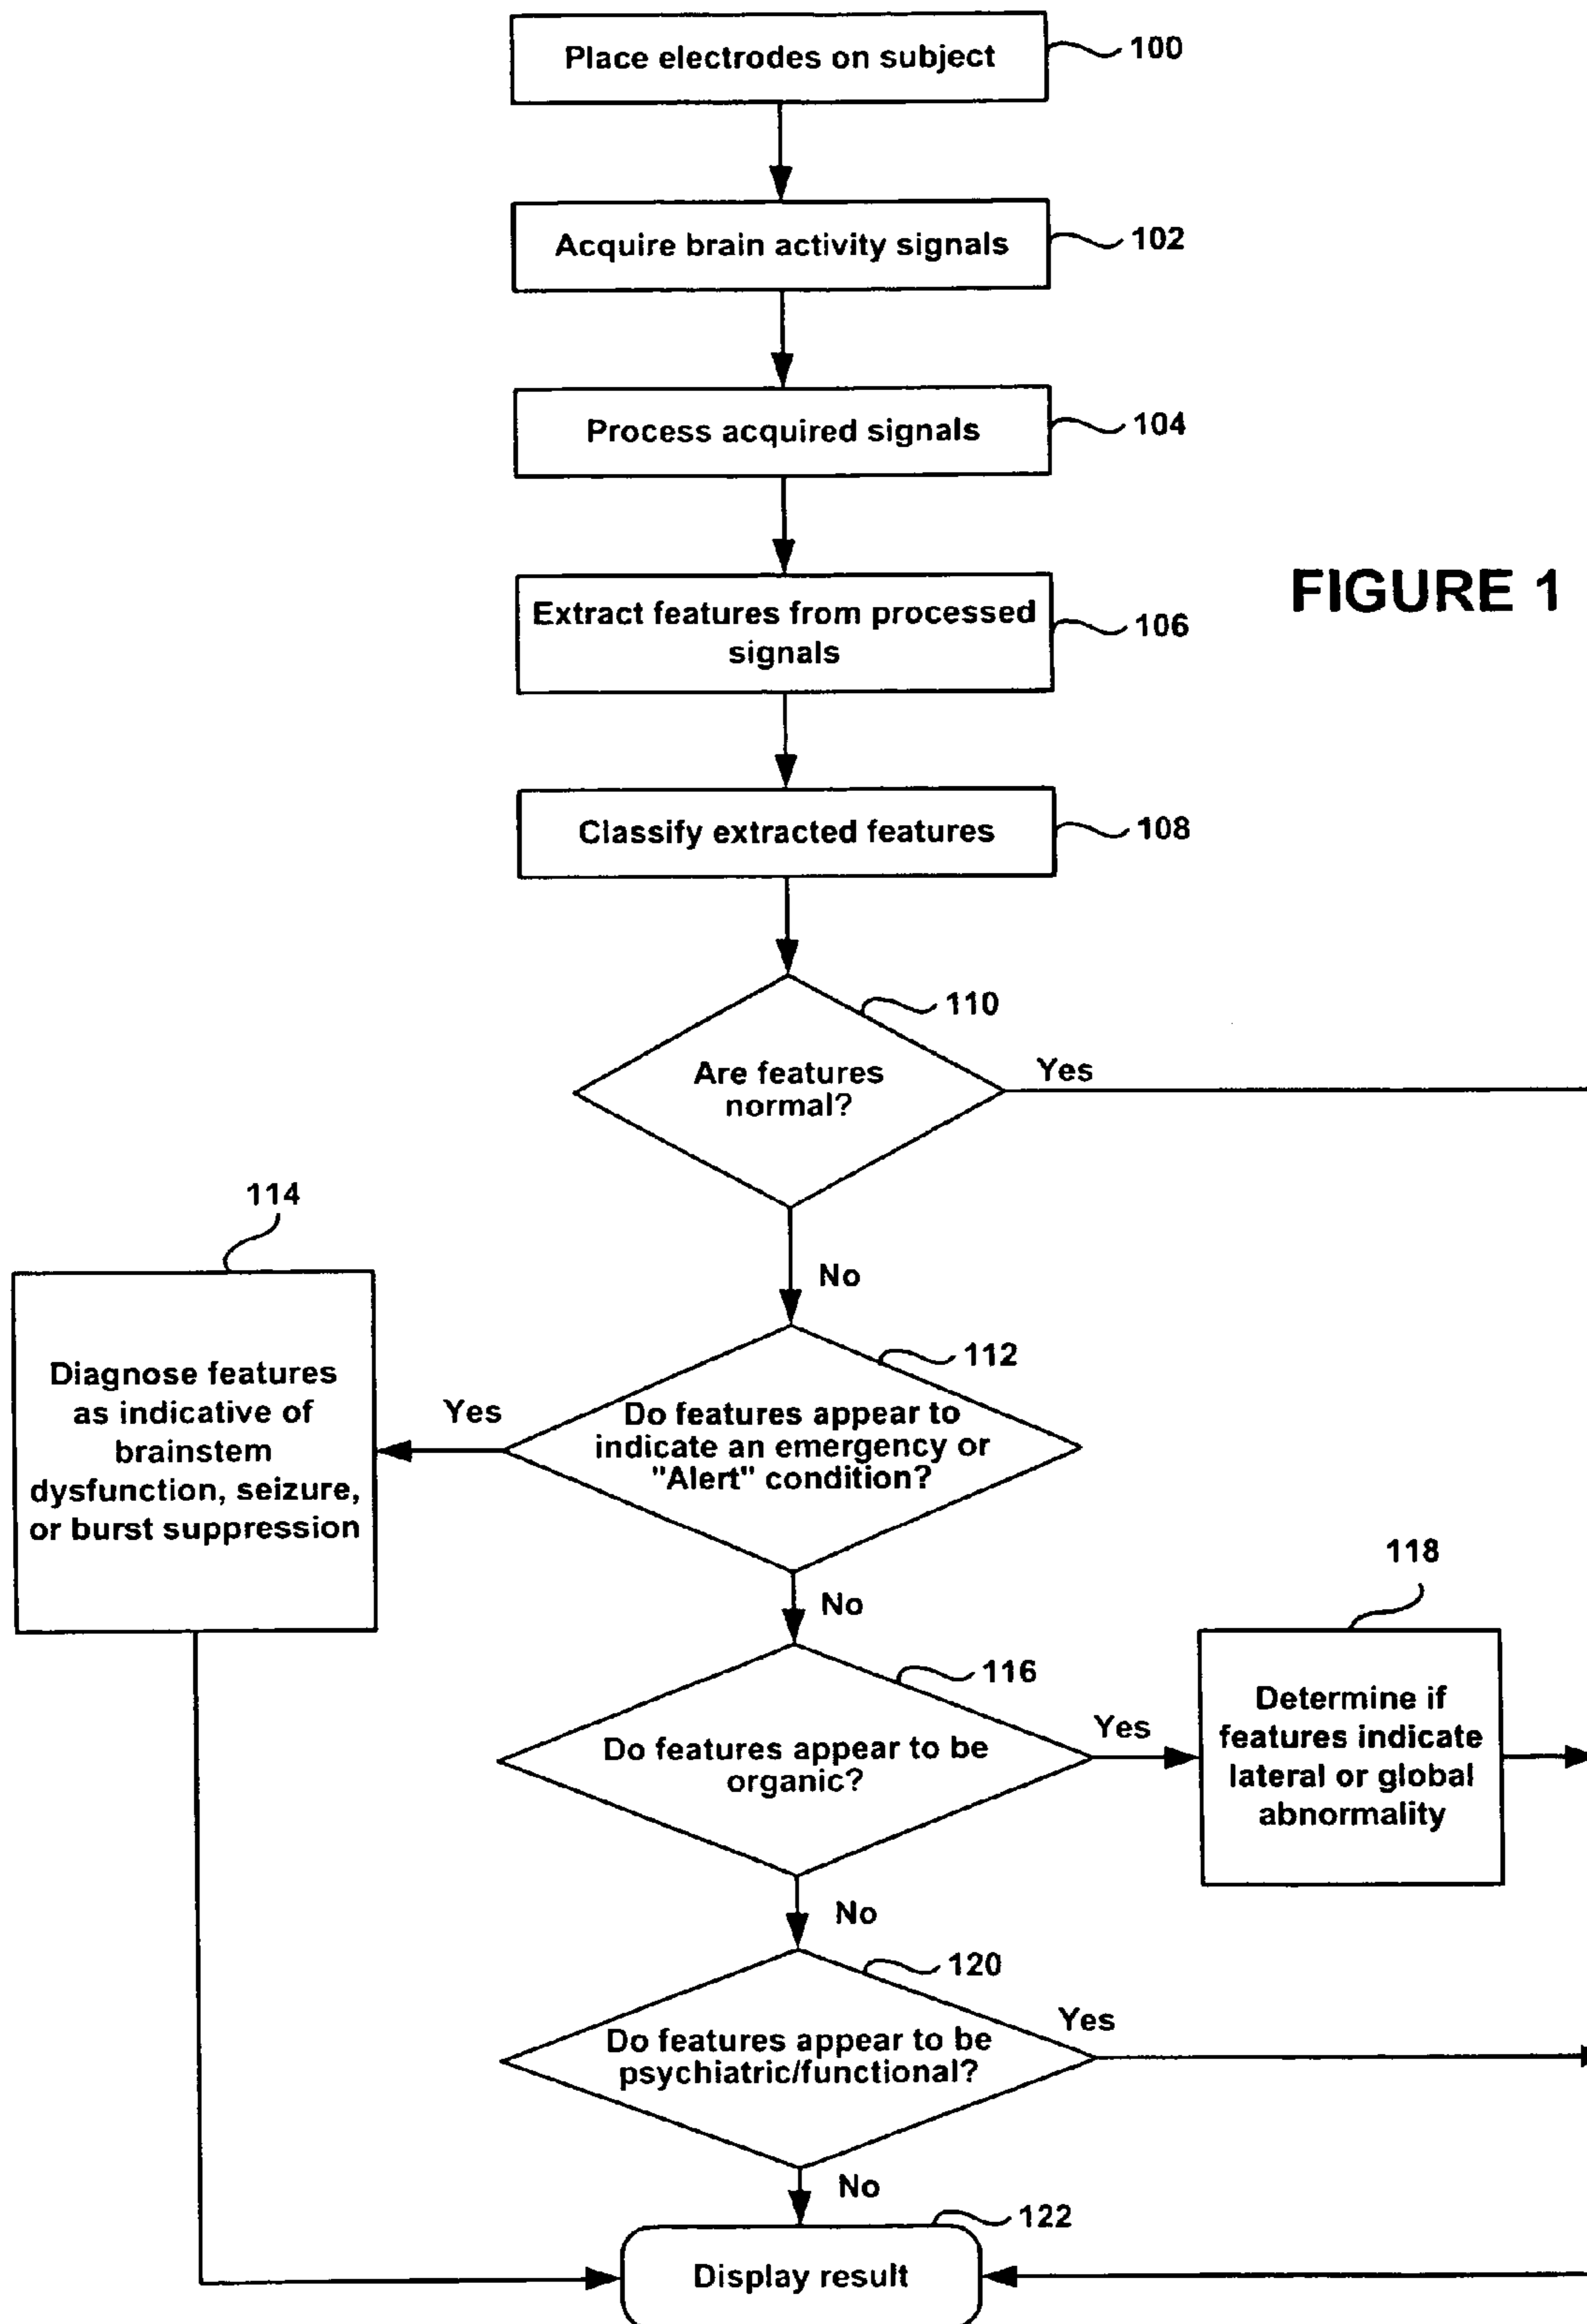 Place electrodes on subject
100
Acquire brain activity signals
102
Process acquired signals
104
FIGURE 1
Extract features from processed
signals
106
Classify extracted features
108
110
Are features
normal?
Yes
No
114
Diagnose features
as indicative of
brainstem
dysfunction, seizure,
or burst suppression
Yes
112
Do features appear to
indicate an emergency or
"Alert" condition?
No
116
Do features appear to be
organic?
Yes
118
Determine if
features indicate
lateral or global
abnormality
No
120
Do features appear to be
psychiatric/functional?
Yes
No
122
Display result